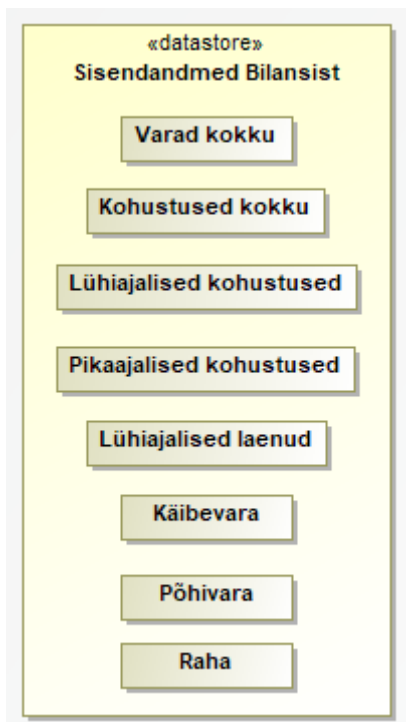 «datastore»
Sisendandmed Bilansist
Varad kokku
Kohustused kokku
Lühiajalised kohustused
Pikaajalised kohustused
Lühiajalised laenud
Käibevara
Põhivara
Raha